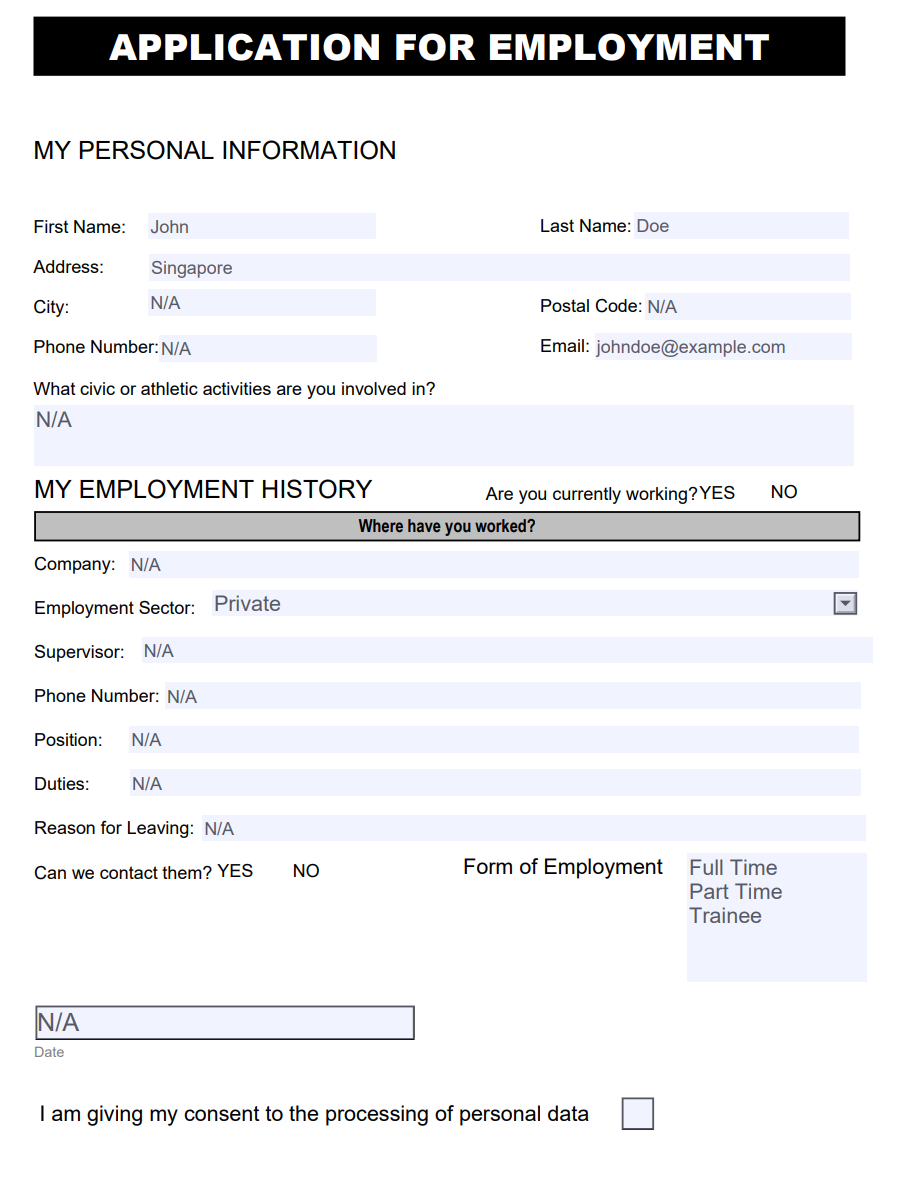 APPLICATION FOR EMPLOYMENT
MY PERSONAL INFORMATION
First Name: John Last Name: Doe
Address: Singapore
City: N/A Postal Code: N/A
Phone Number: N/A Email: johndoe@example.com
What civic or athletic activities are you involved in?
N/A
MY EMPLOYMENT HISTORY Are you currently working? YES NO
Where have you worked?
Company: N/A
Employment Sector: Private
Supervisor: N/A
Phone Number: N/A
Position: N/A
Duties: N/A
Reason for Leaving: N/A
Can we contact them? YES NO Form of Employment Full Time
Part Time
Trainee
N/A
Date
I am giving my consent to the processing of personal data